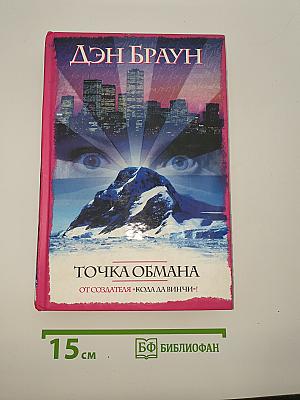 ДЭН БРАУН
ТОЧКА ОБМАНА
ОТ СОЗДАТЕЛЯ «КОДА ДА ВИНЧИ»!
15 СМ
БФ БИБЛИОФАН